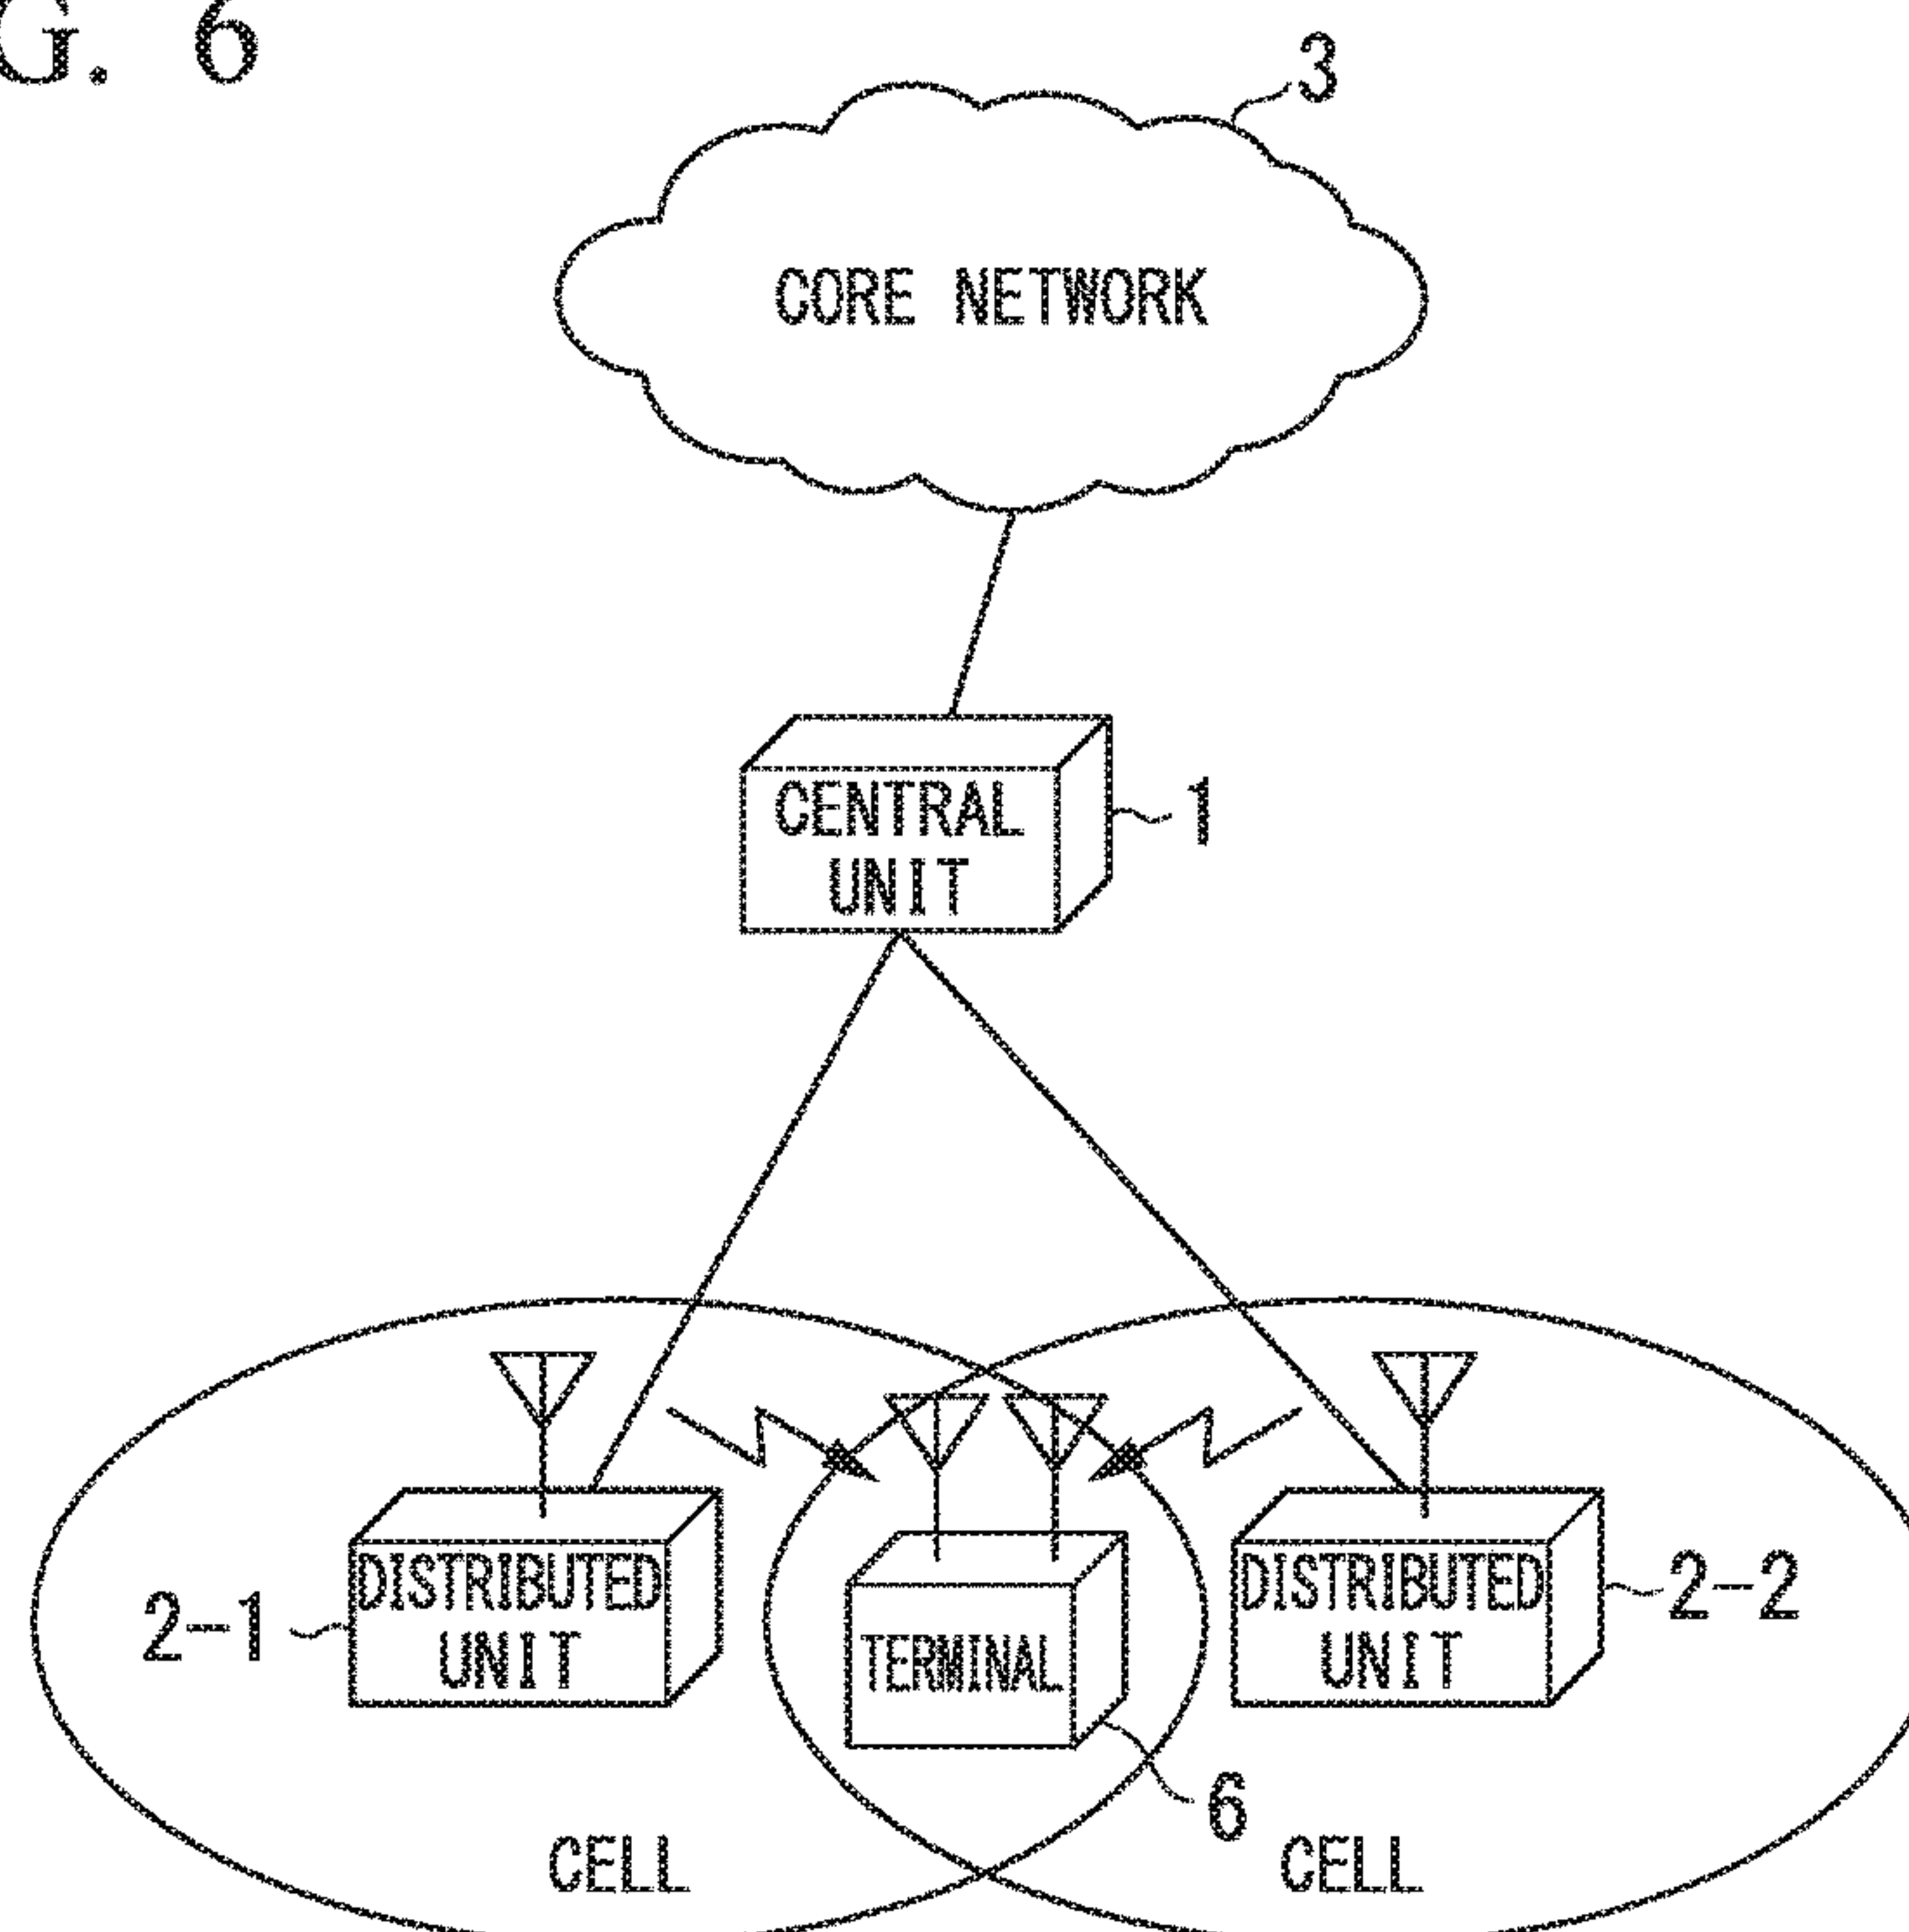 G. 6
3
CORE NETWORK
CENTRAL
UNIT
1
DISTRIBUTED
UNIT
2-1
TERMINAL
6
DISTRIBUTED
UNIT
2-2
CELL
CELL